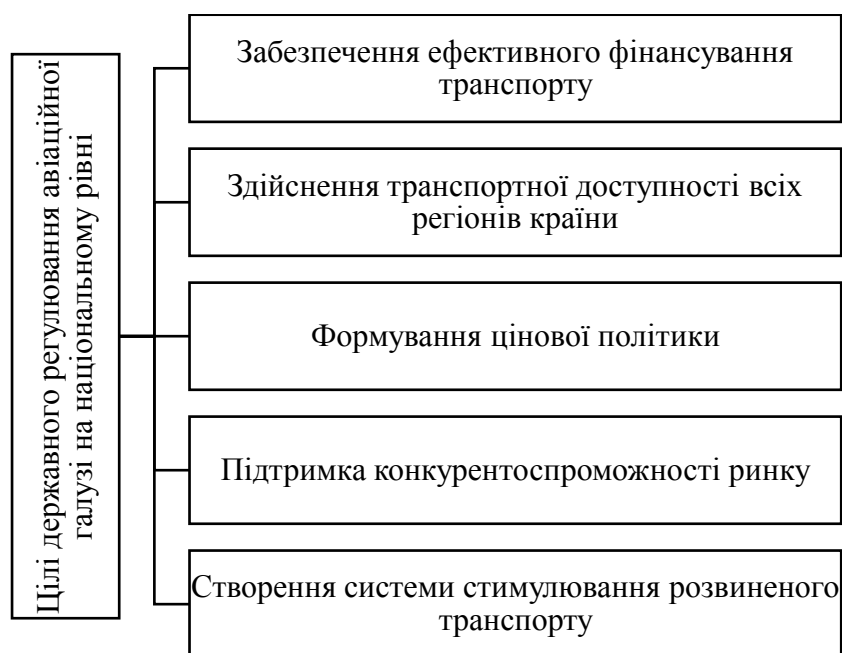 Цілі державного регулювання авіаційної
галузі на національному рівні
Забезпечення ефективного фінансування
транспорту
Здійснення транспортної доступності всіх
регіонів країни
Формування цінової політики
Підтримка конкурентоспроможності ринку
Створення системи стимулювання розвиненого
транспорту